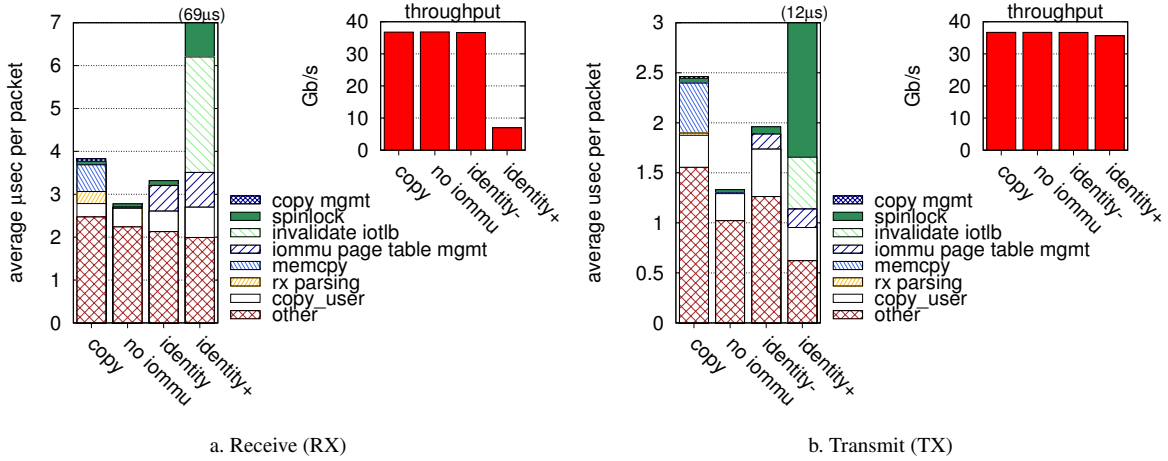 (69µs)
7
6
5
4
3
2
1
0
average µsec per packet
copy
no iommu
identity
identity+
copy mgmt
spinlock
invalidate iotlb
iommu page table mgmt
memcpy
rx parsing
copy_user
other
throughput
40
30
20
10
0
Gb/s
copy
no iommu
identity-
identity+
a. Receive (RX)
(12µs)
3
2.5
2
1.5
1
0.5
0
average µsec per packet
copy
no iommu
identity-
identity+
copy mgmt
spinlock
invalidate iotlb
iommu page table mgmt
memcpy
rx parsing
copy_user
other
throughput
40
30
20
10
0
Gb/s
copy
no iommu
identity-
identity+
b. Transmit (TX)